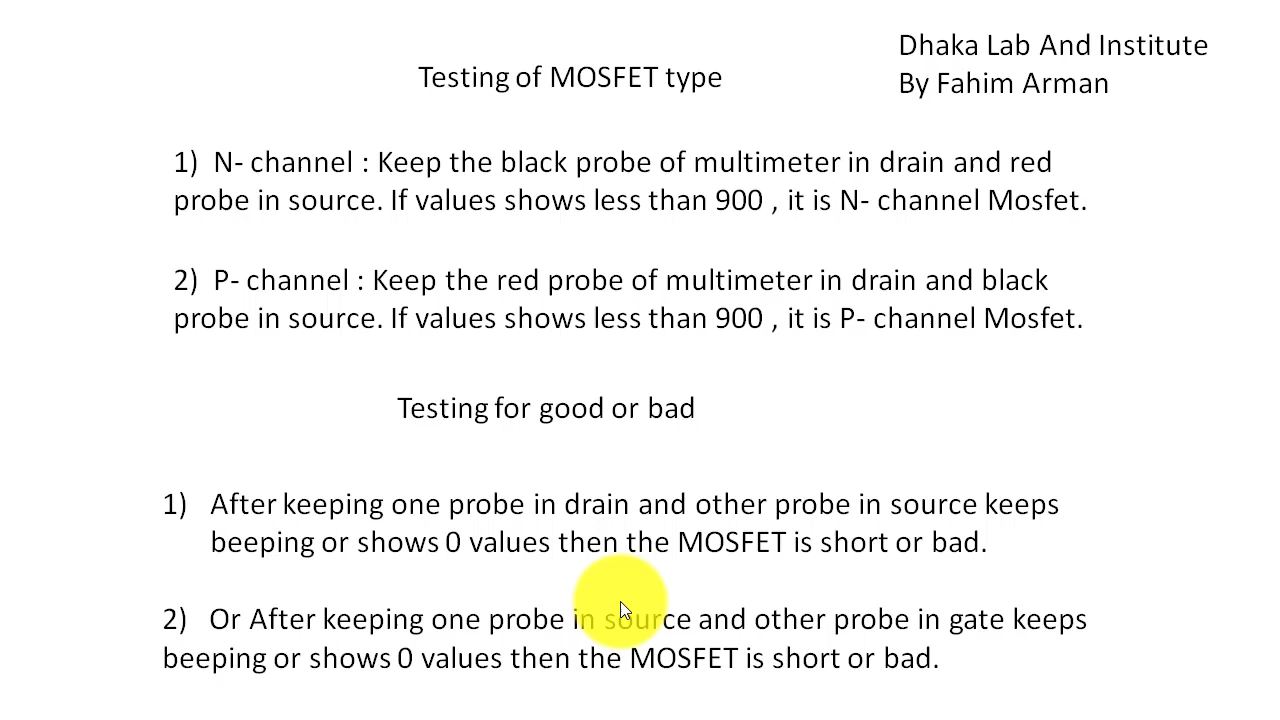 Dhaka Lab And Institute
By Fahim Arman
Testing of MOSFET type
1) N- channel : Keep the black probe of multimeter in drain and red
probe in source. If values shows less than 900 , it is N- channel Mosfet.
2) P- channel : Keep the red probe of multimeter in drain and black
probe in source. If values shows less than 900 , it is P- channel Mosfet.
Testing for good or bad
1) After keeping one probe in drain and other probe in source keeps
beeping or shows 0 values then the MOSFET is short or bad.
2) Or After keeping one probe in source and other probe in gate keeps
beeping or shows 0 values then the MOSFET is short or bad.